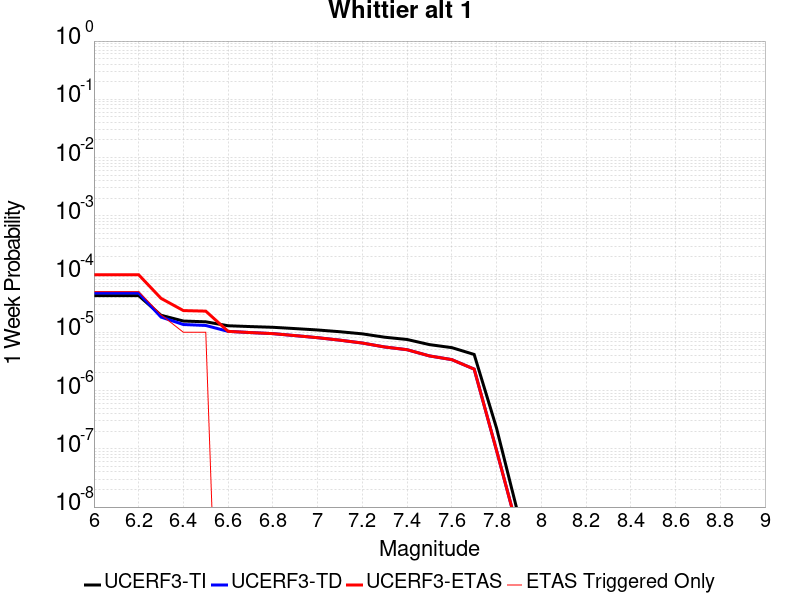 Whittier alt 1
10^0
10^-1
10^-2
10^-3
10^-4
10^-5
10^-6
10^-7
10^-8
1 Week Probability
6 6.2 6.4 6.6 6.8 7 7.2 7.4 7.6 7.8 8 8.2 8.4 8.6 8.8 9
Magnitude
UCERF3-TI UCERF3-TD UCERF3-ETAS ETAS Triggered Only